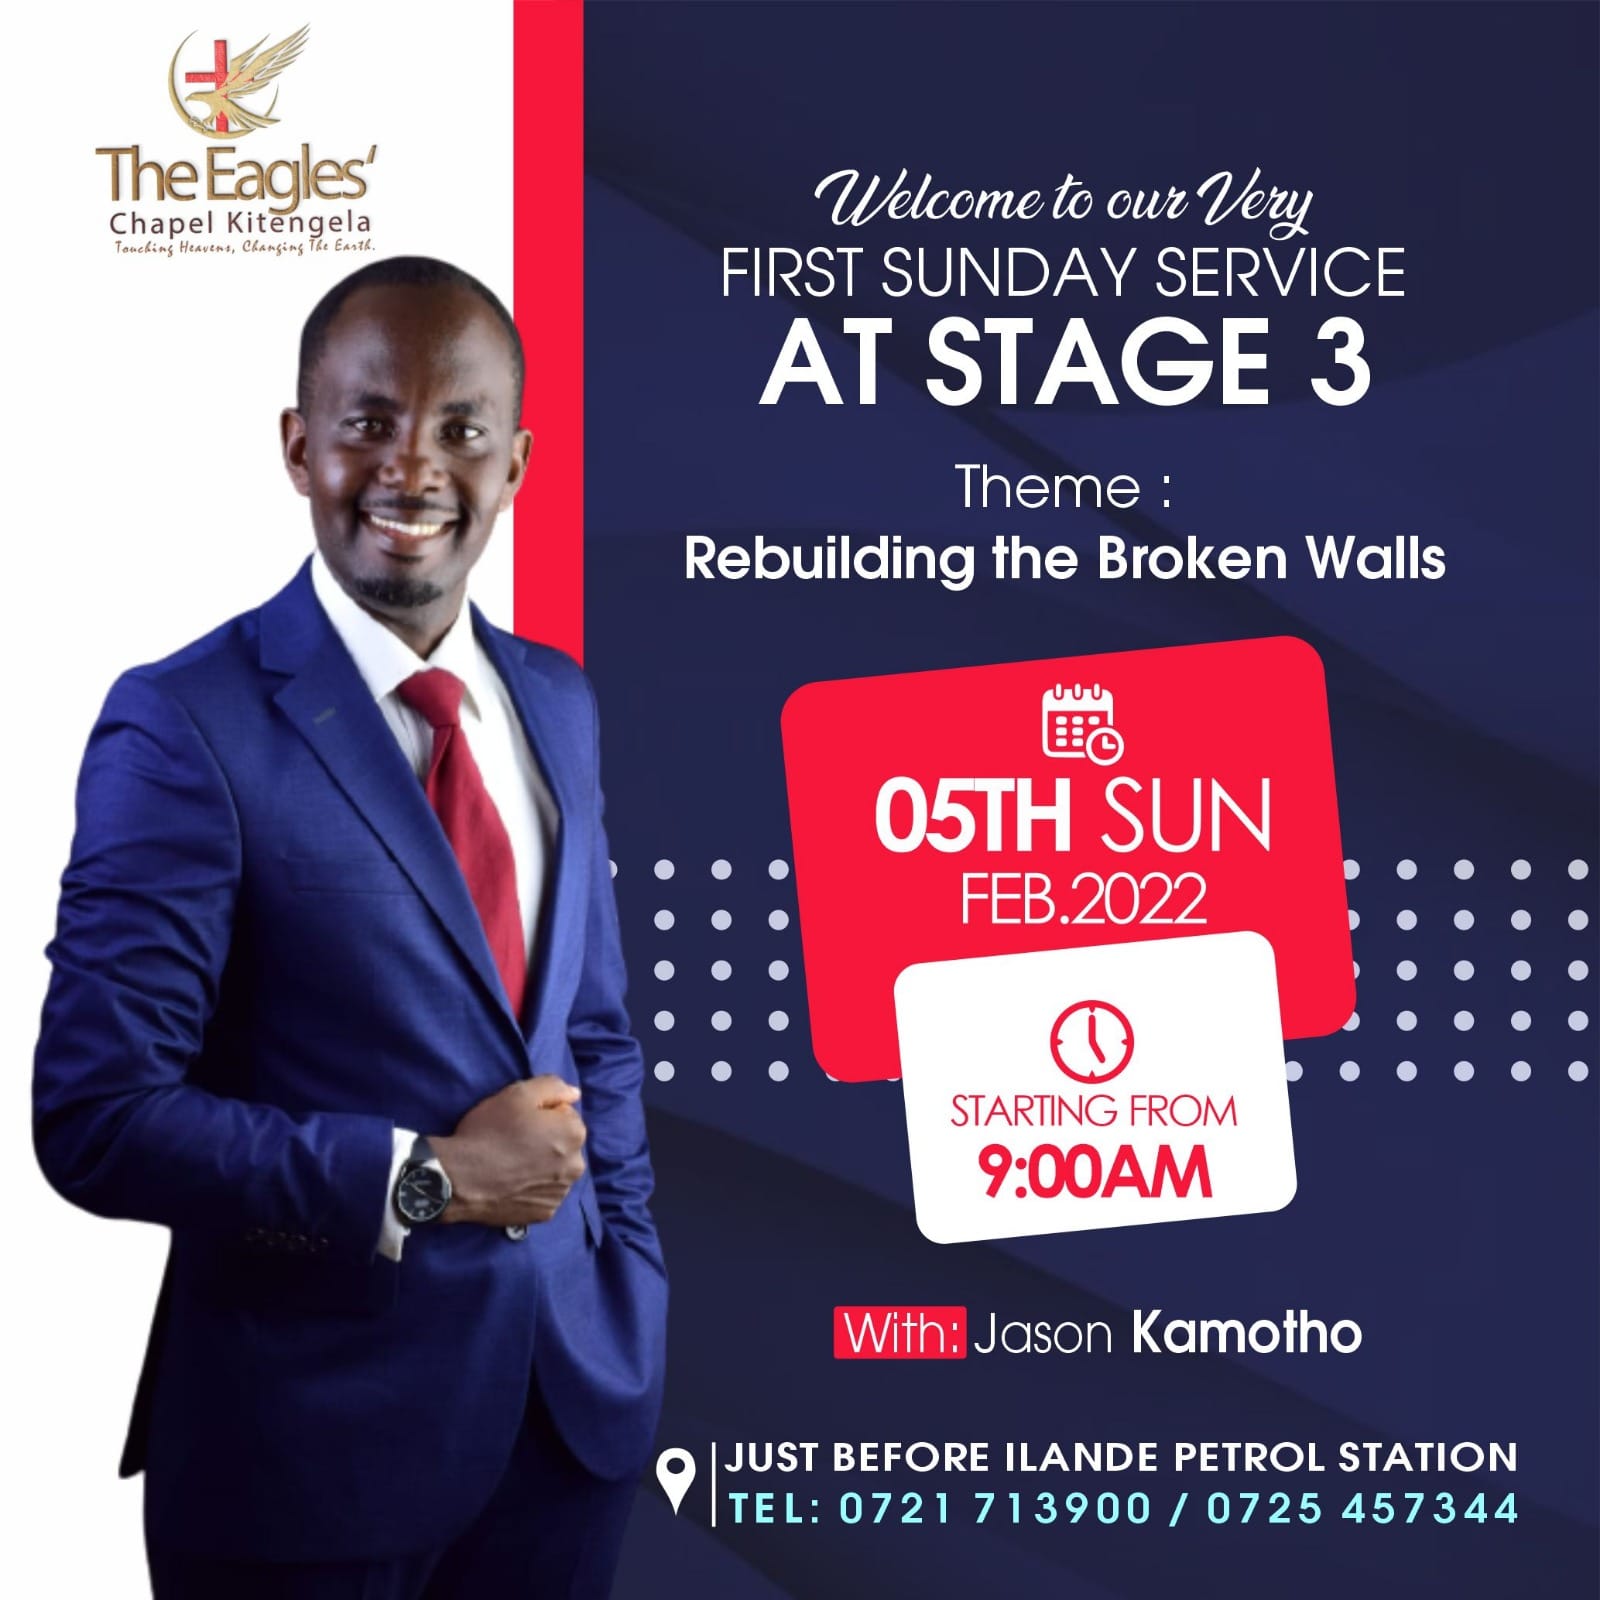 The Eagles'
Chapel Kitengela
Touching Heavens, Changing The Earth.
Welcome to our Very
FIRST SUNDAY SERVICE
AT STAGE 3
Theme :
Rebuilding the Broken Walls
05TH SUN
FEB.2022
STARTING FROM
9:00AM
With: Jason Kamotho
JUST BEFORE ILANDE PETROL STATION
TEL: 0721 713900 / 0725 457344